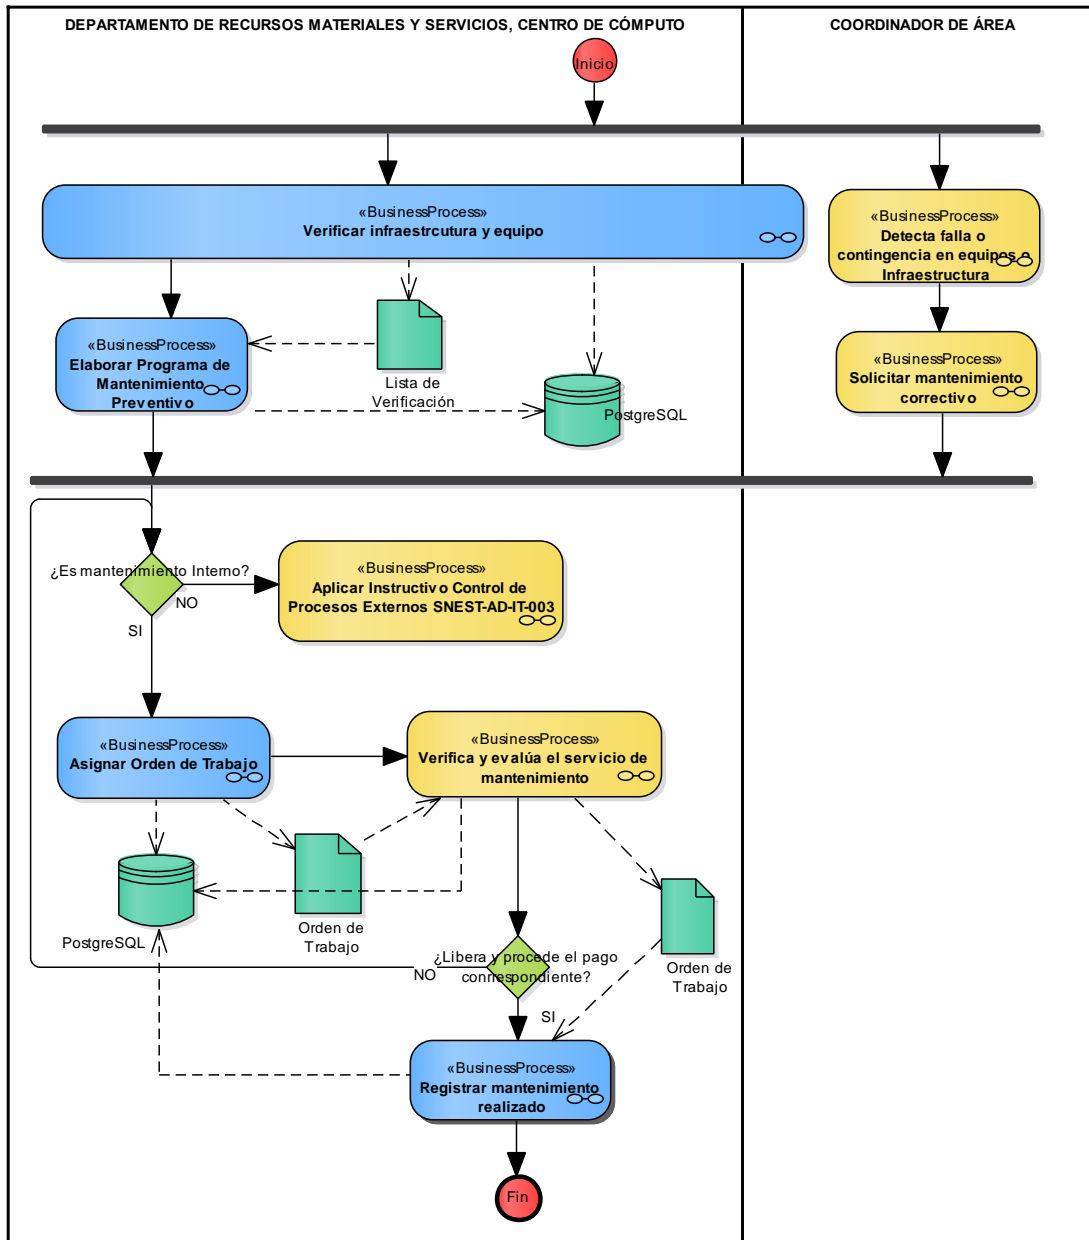 DEPARTAMENTO DE RECURSOS MATERIALES Y SERVICIOS, CENTRO DE CÓMPUTO
COORDINADOR DE ÁREA
Inicio
«BusinessProcess»
Verificar infraestrcutura y equipo
«BusinessProcess»
Detecta falla o
contingencia en equipos o
Infraestructura
«BusinessProcess»
Elaborar Programa de
Mantenimiento
Preventivo
Lista de
Verificación
PostgreSQL
«BusinessProcess»
Solicitar mantenimiento
correctivo
¿Es mantenimiento Interno?
NO
SI
«BusinessProcess»
Aplicar Instructivo Control de
Procesos Externos SNEST-AD-IT-003
«BusinessProcess»
Asignar Orden de Trabajo
«BusinessProcess»
Verifica y evalúa el servicio de
mantenimiento
PostgreSQL
Orden de
Trabajo
¿Libera y procede el pago
conrrespondiente?
NO
SI
Orden de
Trabajo
«BusinessProcess»
Registrar mantenimiento
realizado
Fin